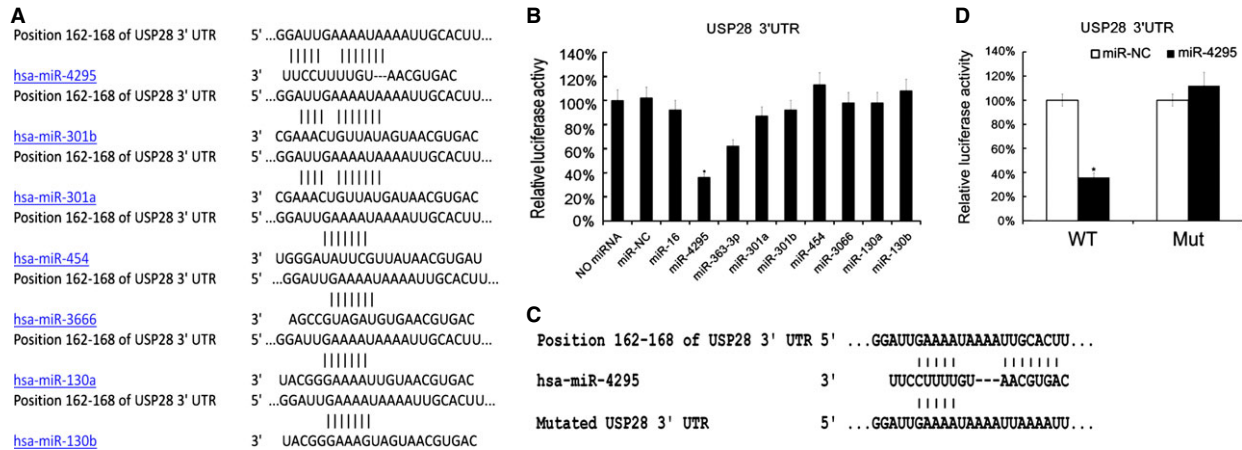 A
Position 162-168 of USP28 3' UTR 5' ...GGAUUGAAAAUAAAAUUGCACUU...
hsa-miR-4295 3' UUCCUUUUGU---AACGUGAC
Position 162-168 of USP28 3' UTR 5' ...GGAUUGAAAAUAAAAUUGCACUU...
hsa-miR-301b 3' CGAAACUGUUAUAGUAACGUGAC
Position 162-168 of USP28 3' UTR 5' ...GGAUUGAAAAUAAAAUUGCACUU...
hsa-miR-301a 3' CGAAACUGUUAUGAUAACGUGAC
Position 162-168 of USP28 3' UTR 5' ...GGAUUGAAAAUAAAAUUGCACUU...
hsa-miR-454 3' UGGGAUAUUCGUUAUAACGUGAU
Position 162-168 of USP28 3' UTR 5' ...GGAUUGAAAAUAAAAUUGCACUU...
hsa-miR-3666 3' AGCCGUAGAUGUGAACGUGAC
Position 162-168 of USP28 3' UTR 5' ...GGAUUGAAAAUAAAAUUGCACUU...
hsa-miR-130a 3' UACGGGAAAAUUGUAACGUGAC
Position 162-168 of USP28 3' UTR 5' ...GGAUUGAAAAUAAAAUUGCACUU...
hsa-miR-130b 3' UACGGGAAAGUAGUAACGUGAC
B
USP28 3'UTR
Relative luciferase activy
140%
120%
100%
80%
60%
40%
20%
0%
*
NO miRNA
miR-NC
miR-16
miR-4295
miR-363-3p
miR-301a
miR-301b
miR-454
miR-3066
miR-130a
miR-130b
C
Position 162-168 of USP28 3' UTR 5' ...GGAUUGAAAAUAAAAUUGCACUU...
hsa-miR-4295 3' UUCCUUUUGU---AACGUGAC
Mutated USP28 3' UTR 5' ...GGAUUGAAAAUAAAAUUAAAAUU...
D
USP28 3'UTR
miR-NC miR-4295
Relative luciferase activity
140%
120%
100%
80%
60%
40%
20%
0%
*
WT Mut